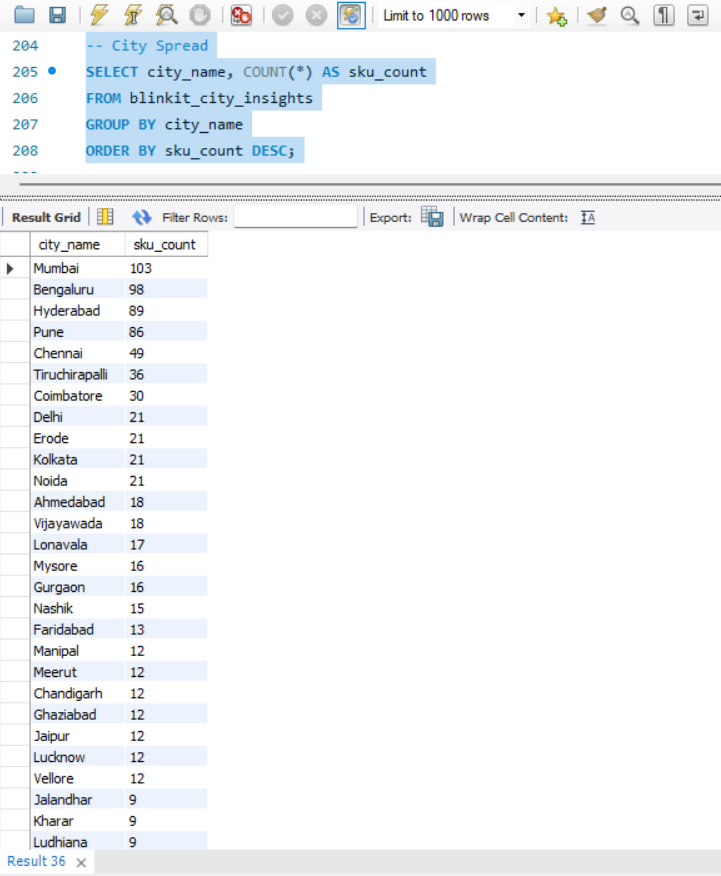 Limit to 1000 rows
204 -- City Spread
205 SELECT city_name, COUNT(*) AS sku_count
206 FROM blinkit_city_insights
207 GROUP BY city_name
208 ORDER BY sku_count DESC;
Result Grid Filter Rows: Export: Wrap Cell Content:
city_name sku_count
Mumbai 103
Bengaluru 98
Hyderabad 89
Pune 86
Chennai 49
Tiruchirapalli 36
Coimbatore 30
Delhi 21
Erode 21
Kolkata 21
Noida 21
Ahmedabad 18
Vijayawada 18
Lonavala 17
Mysore 16
Gurgaon 16
Nashik 15
Faridabad 13
Manipal 12
Meerut 12
Chandigarh 12
Ghaziabad 12
Jaipur 12
Lucknow 12
Vellore 12
Jalandhar 9
Kharar 9
Ludhiana 9
Result 36